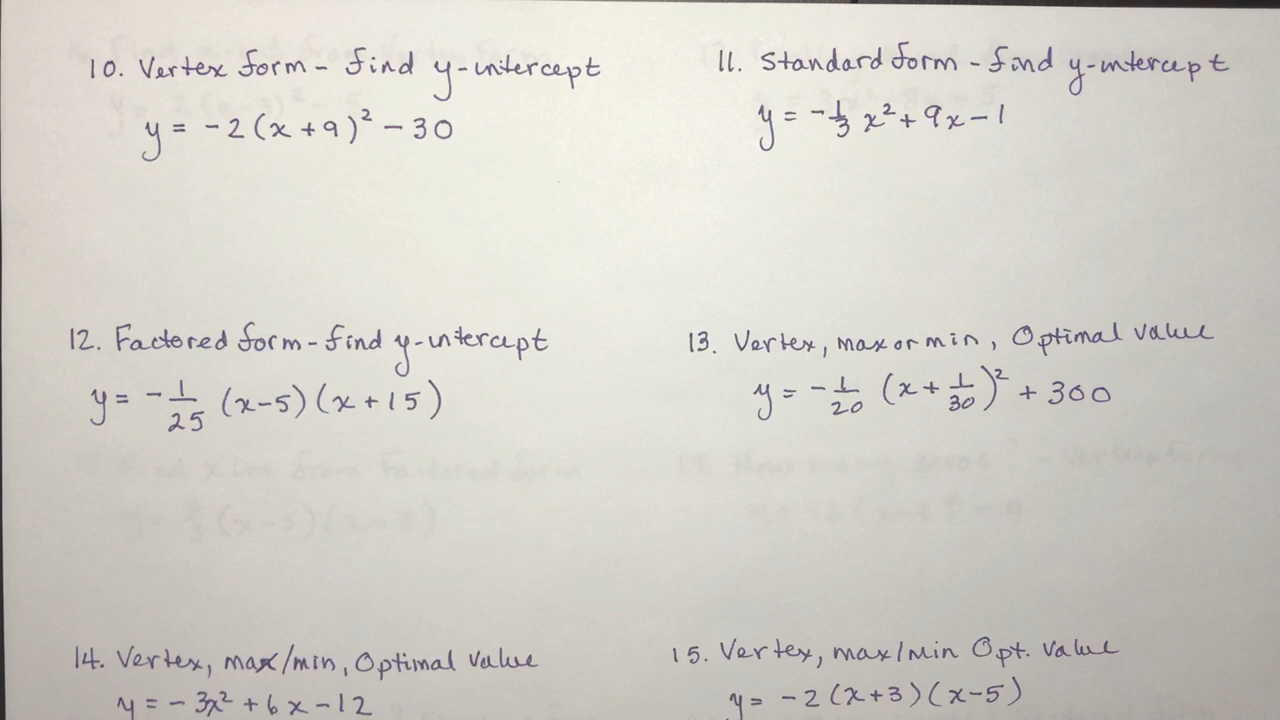 10. Vertex form - find y-intercept
y = -2(x+9)² - 30
11. Standard form - find y-intercept
y = -1/3 x² + 9x - 1
12. Factored form - find y-intercept
y = -1/25 (x-5)(x+15)
13. Vertex, max or min, Optimal value
y = -1/20 (x + 1/30)² + 300
14. Vertex, max/min, Optimal value
y = -3x² + 6x - 12
15. Vertex, max/min Opt. value
y = -2(x+3)(x-5)